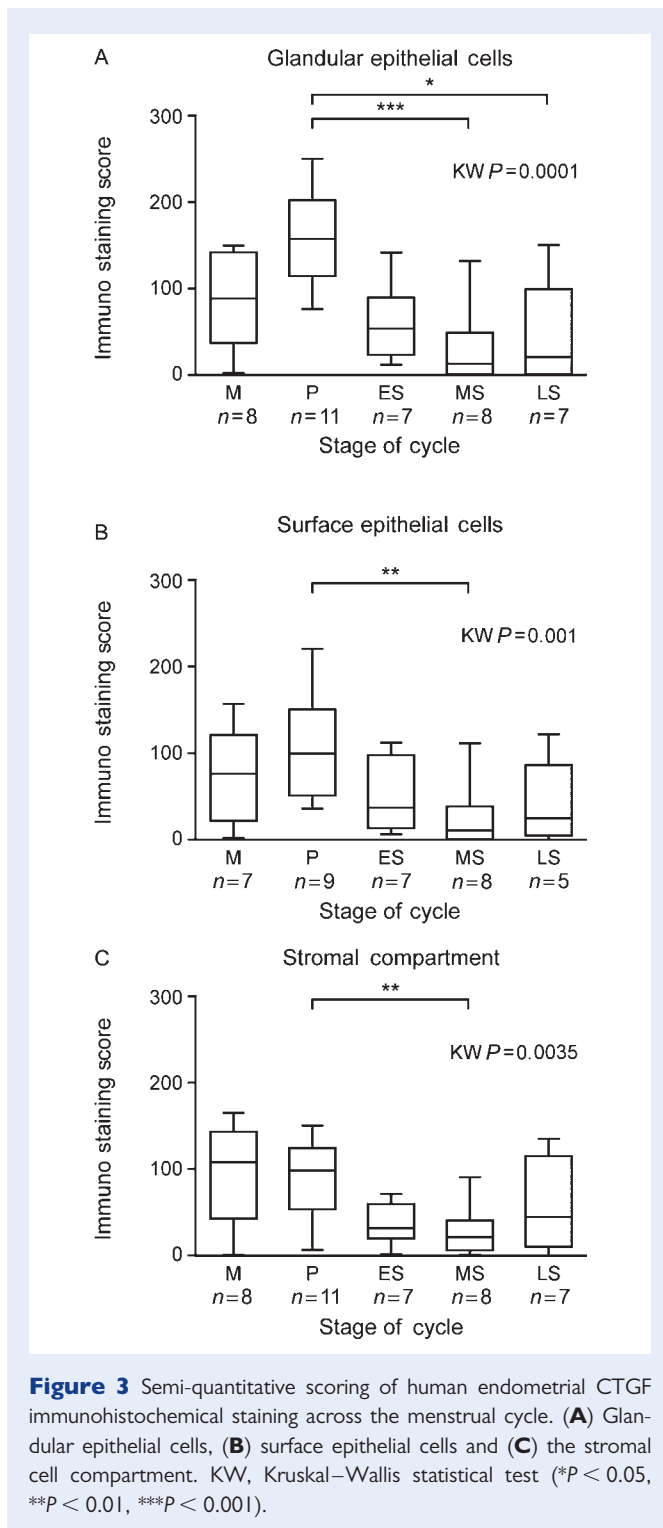 A Glandular epithelial cells
*
***
KW P=0.0001
Immuno staining score
300
200
100
0
M P ES MS LS
n=8 n=11 n=7 n=8 n=7
Stage of cycle
B Surface epithelial cells
**
KW P=0.001
Immuno staining score
300
200
100
0
M P ES MS LS
n=7 n=9 n=7 n=8 n=5
Stage of cycle
C Stromal compartment
**
KW P=0.0035
Immuno staining score
300
200
100
0
M P ES MS LS
n=8 n=11 n=7 n=8 n=7
Stage of cycle
Figure 3 Semi-quantitative scoring of human endometrial CTGF
immunohistochemical staining across the menstrual cycle. (A) Glan-
dular epithelial cells, (B) surface epithelial cells and (C) the stromal
cell compartment. KW, Kruskal–Wallis statistical test (*P < 0.05,
**P < 0.01, ***P < 0.001).